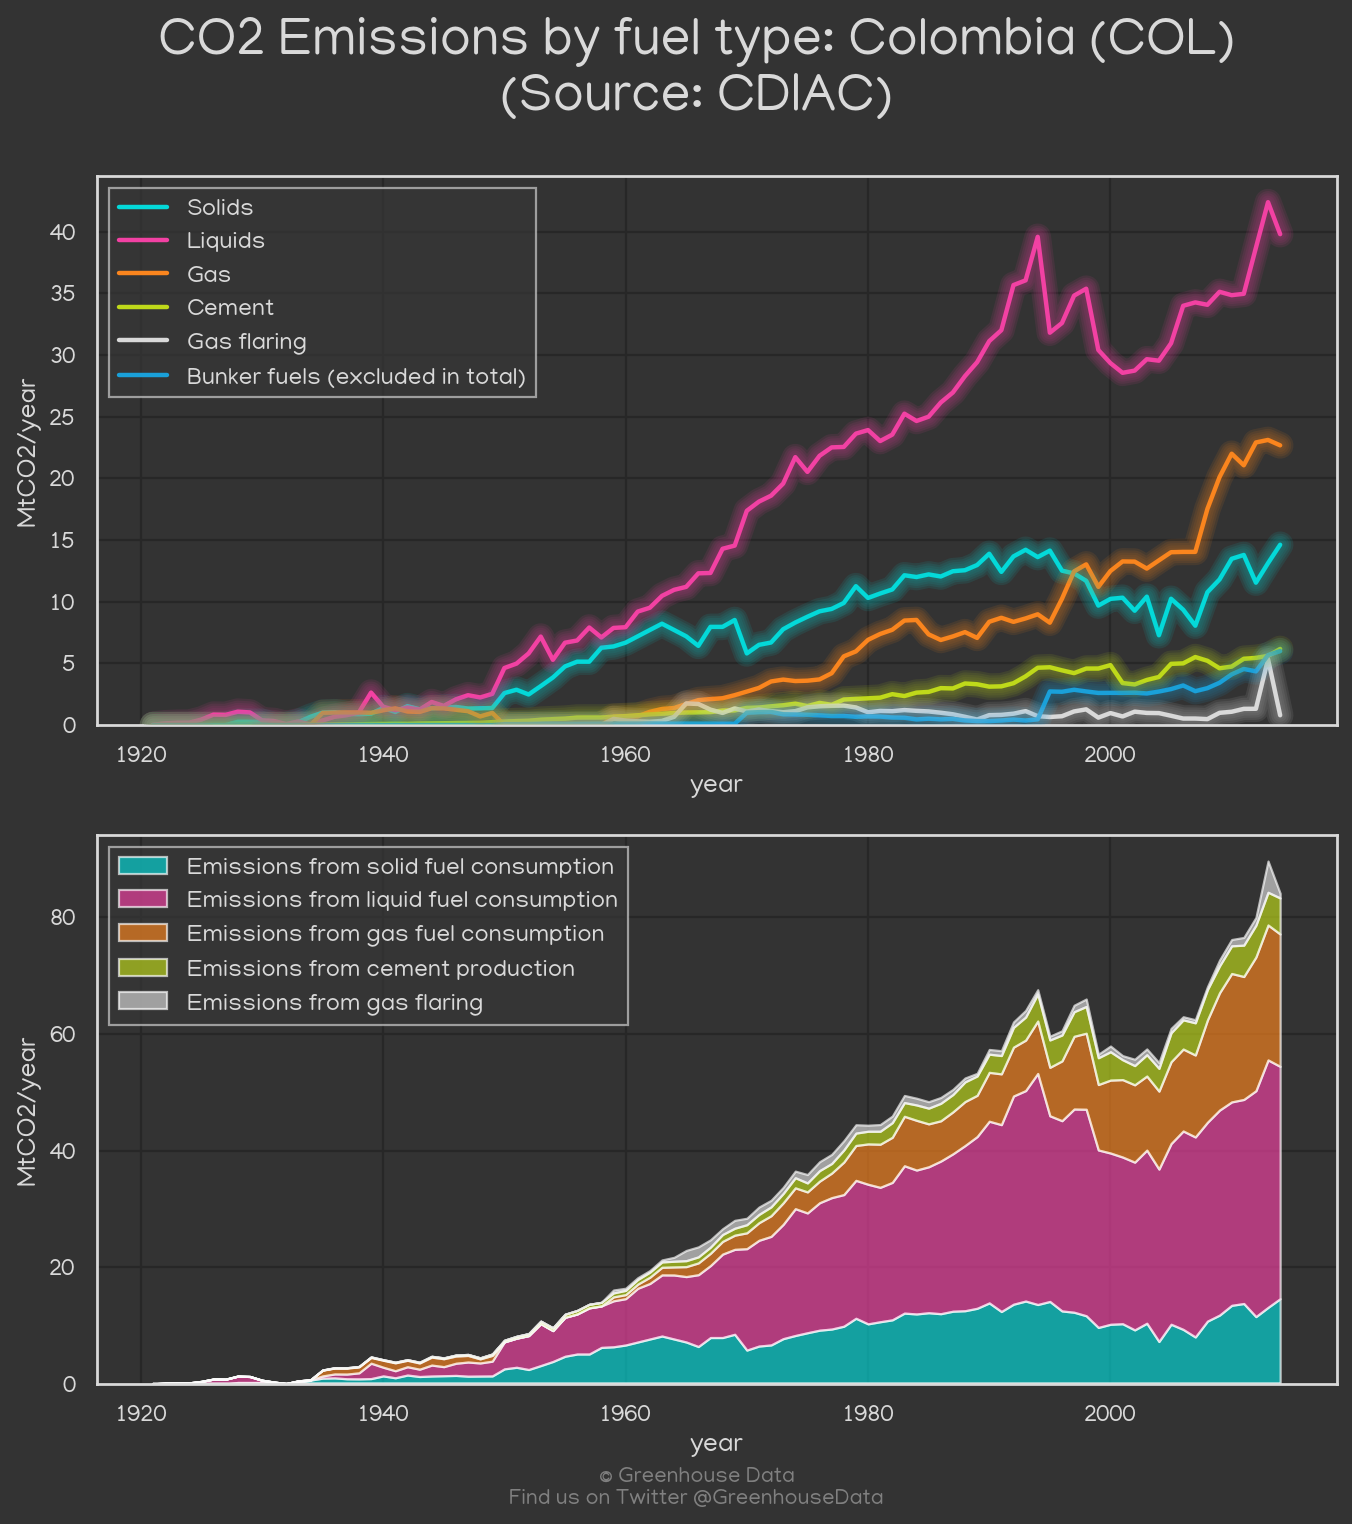 CO2 Emissions by fuel type: Colombia (COL)
(Source: CDIAC)
Solids
Liquids
Gas
Cement
Gas flaring
Bunker fuels (excluded in total)
MtCO2/year
40
35
30
25
20
15
10
5
0
1920 1940 1960 1980 2000
year
Emissions from solid fuel consumption
Emissions from liquid fuel consumption
Emissions from gas fuel consumption
Emissions from cement production
Emissions from gas flaring
MtCO2/year
80
60
40
20
0
1920 1940 1960 1980 2000
year
© Greenhouse Data
Find us on Twitter @GreenhouseData